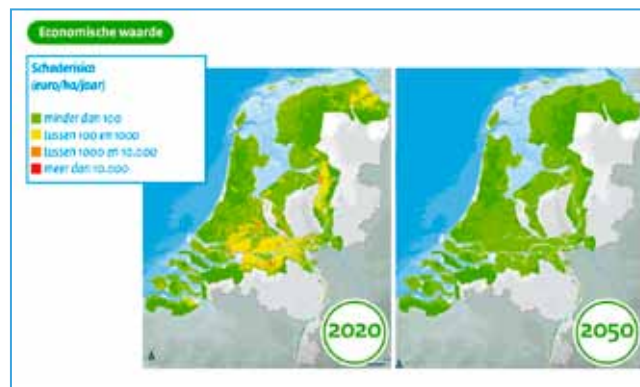 Economische waarde
Schaderisico
(euro/ha/jaar)
minder dan 100
tussen 100 en 1000
tussen 1000 en 10.000
meer dan 10.000
2020
2050